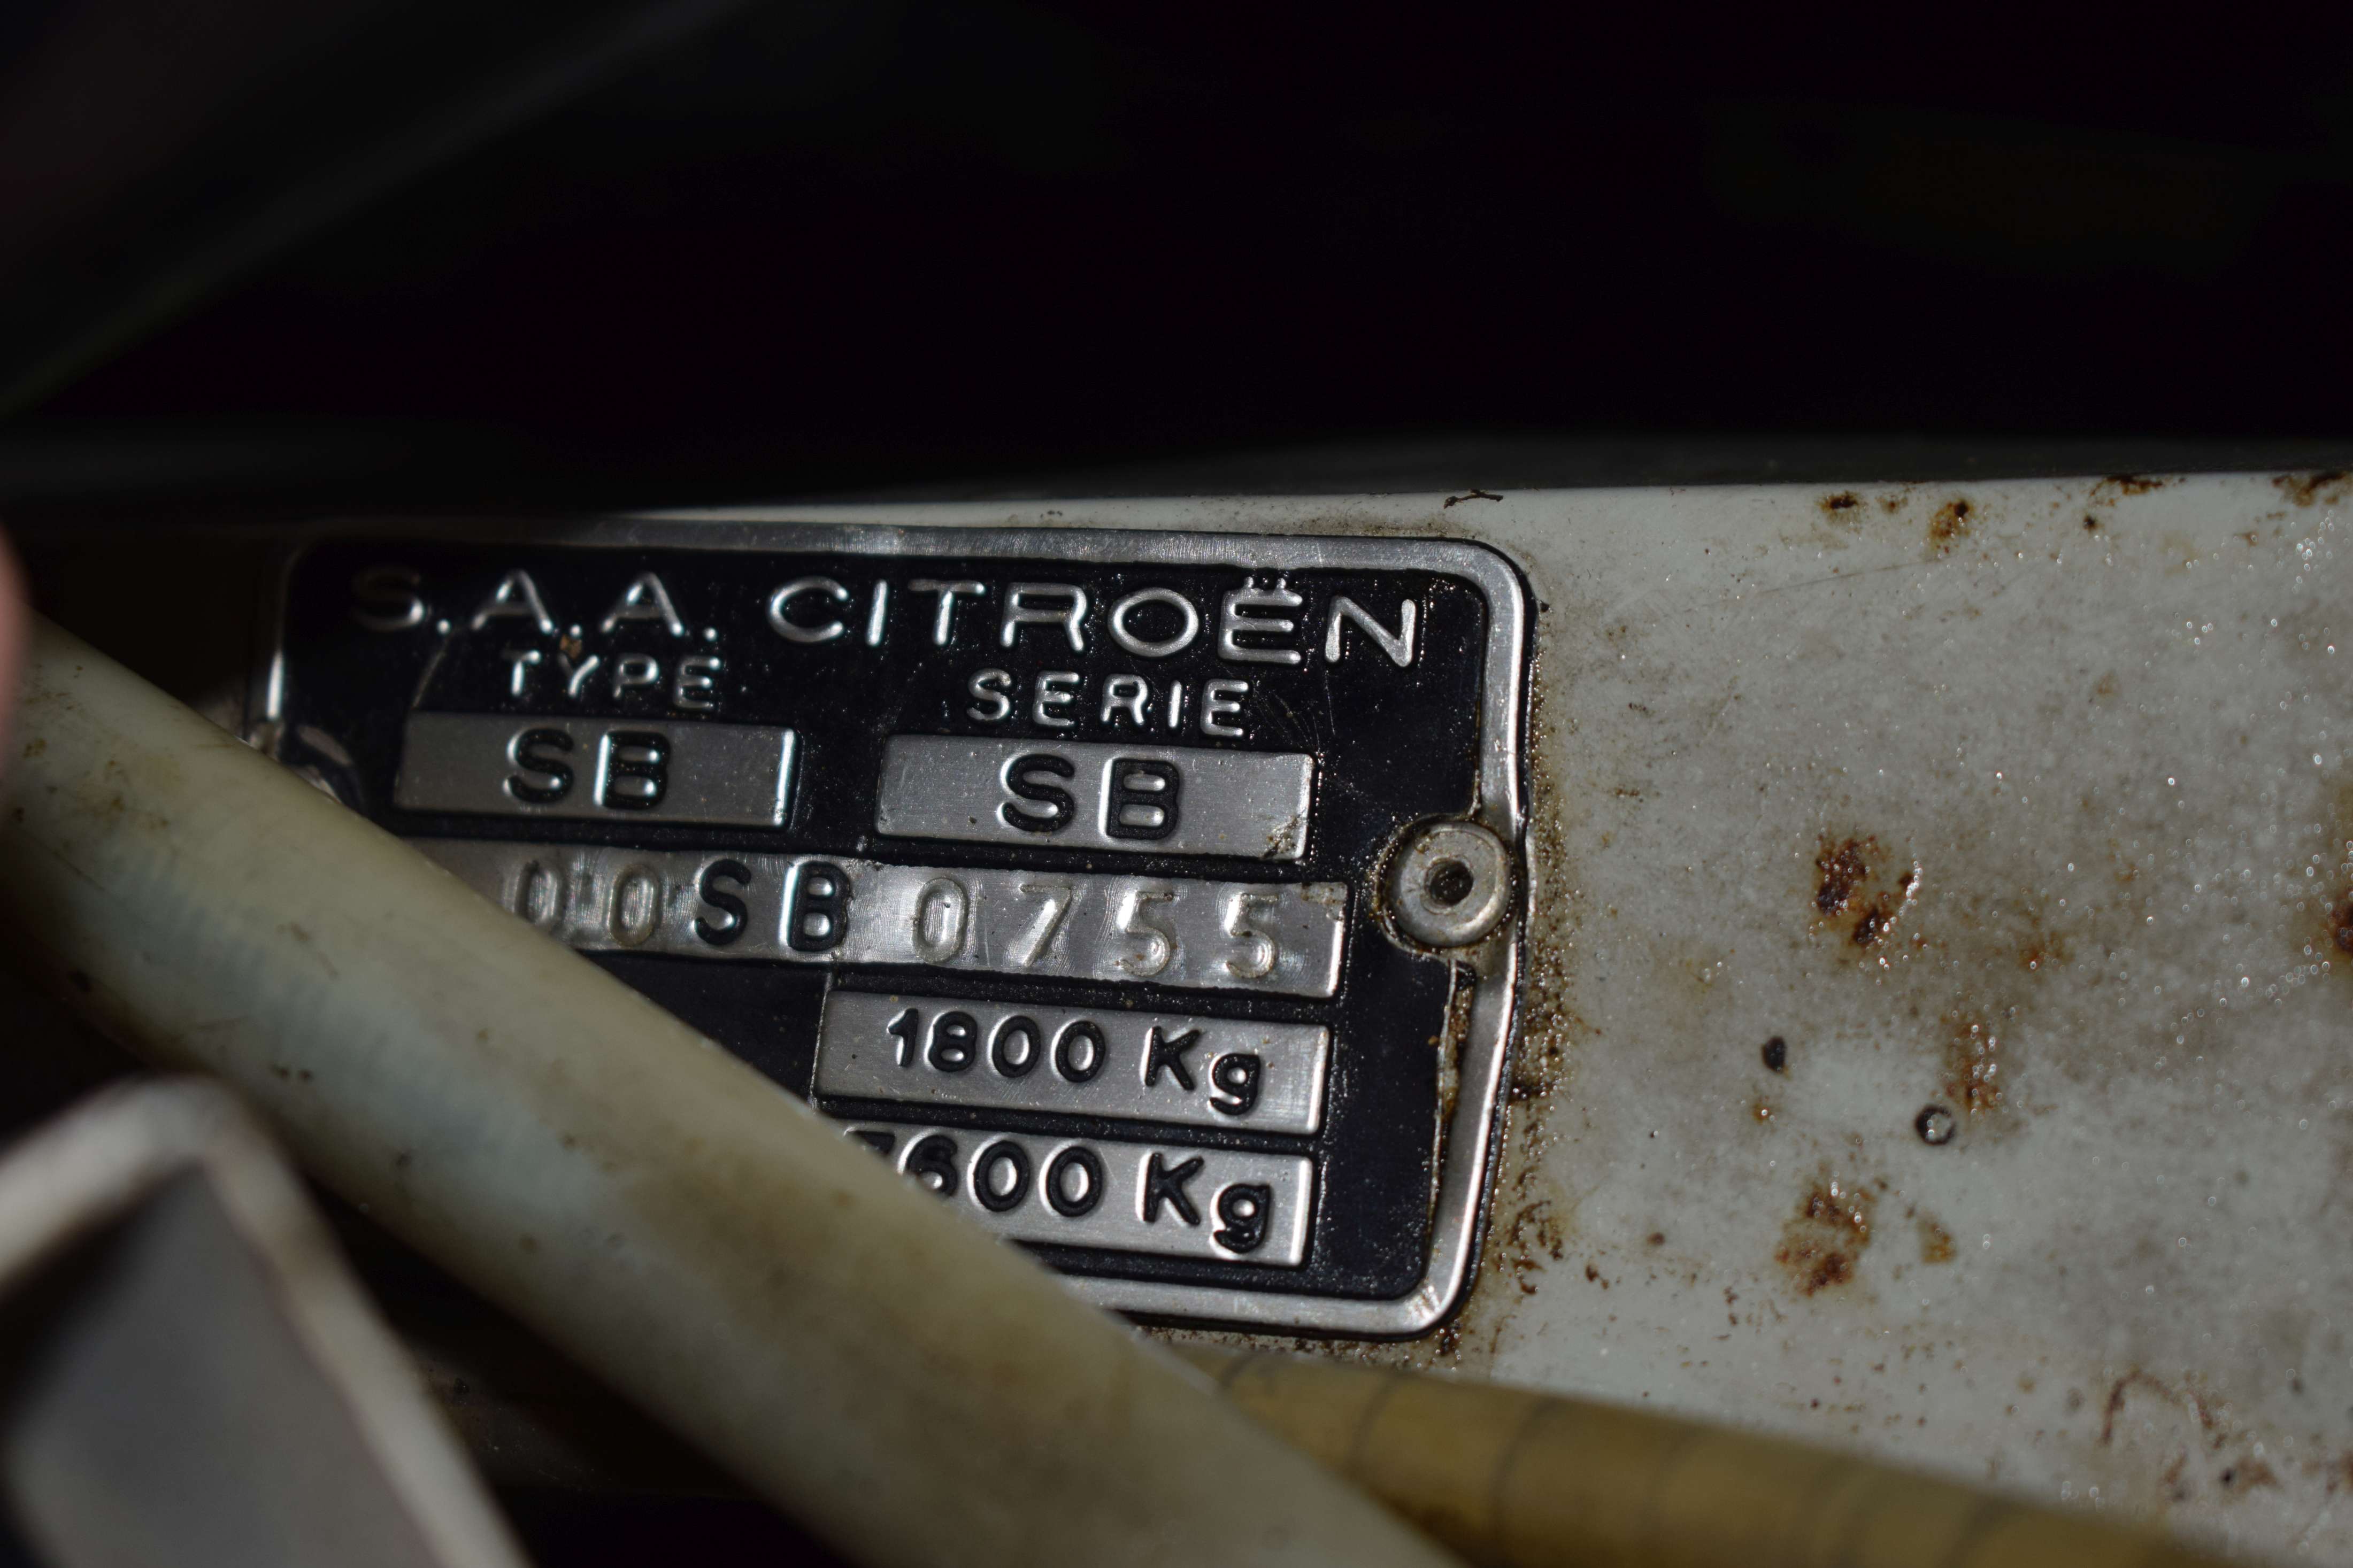 S.A.A. CITROËN
TYPE SERIE
SB SB
00SB0755
1800 Kg
600 Kg